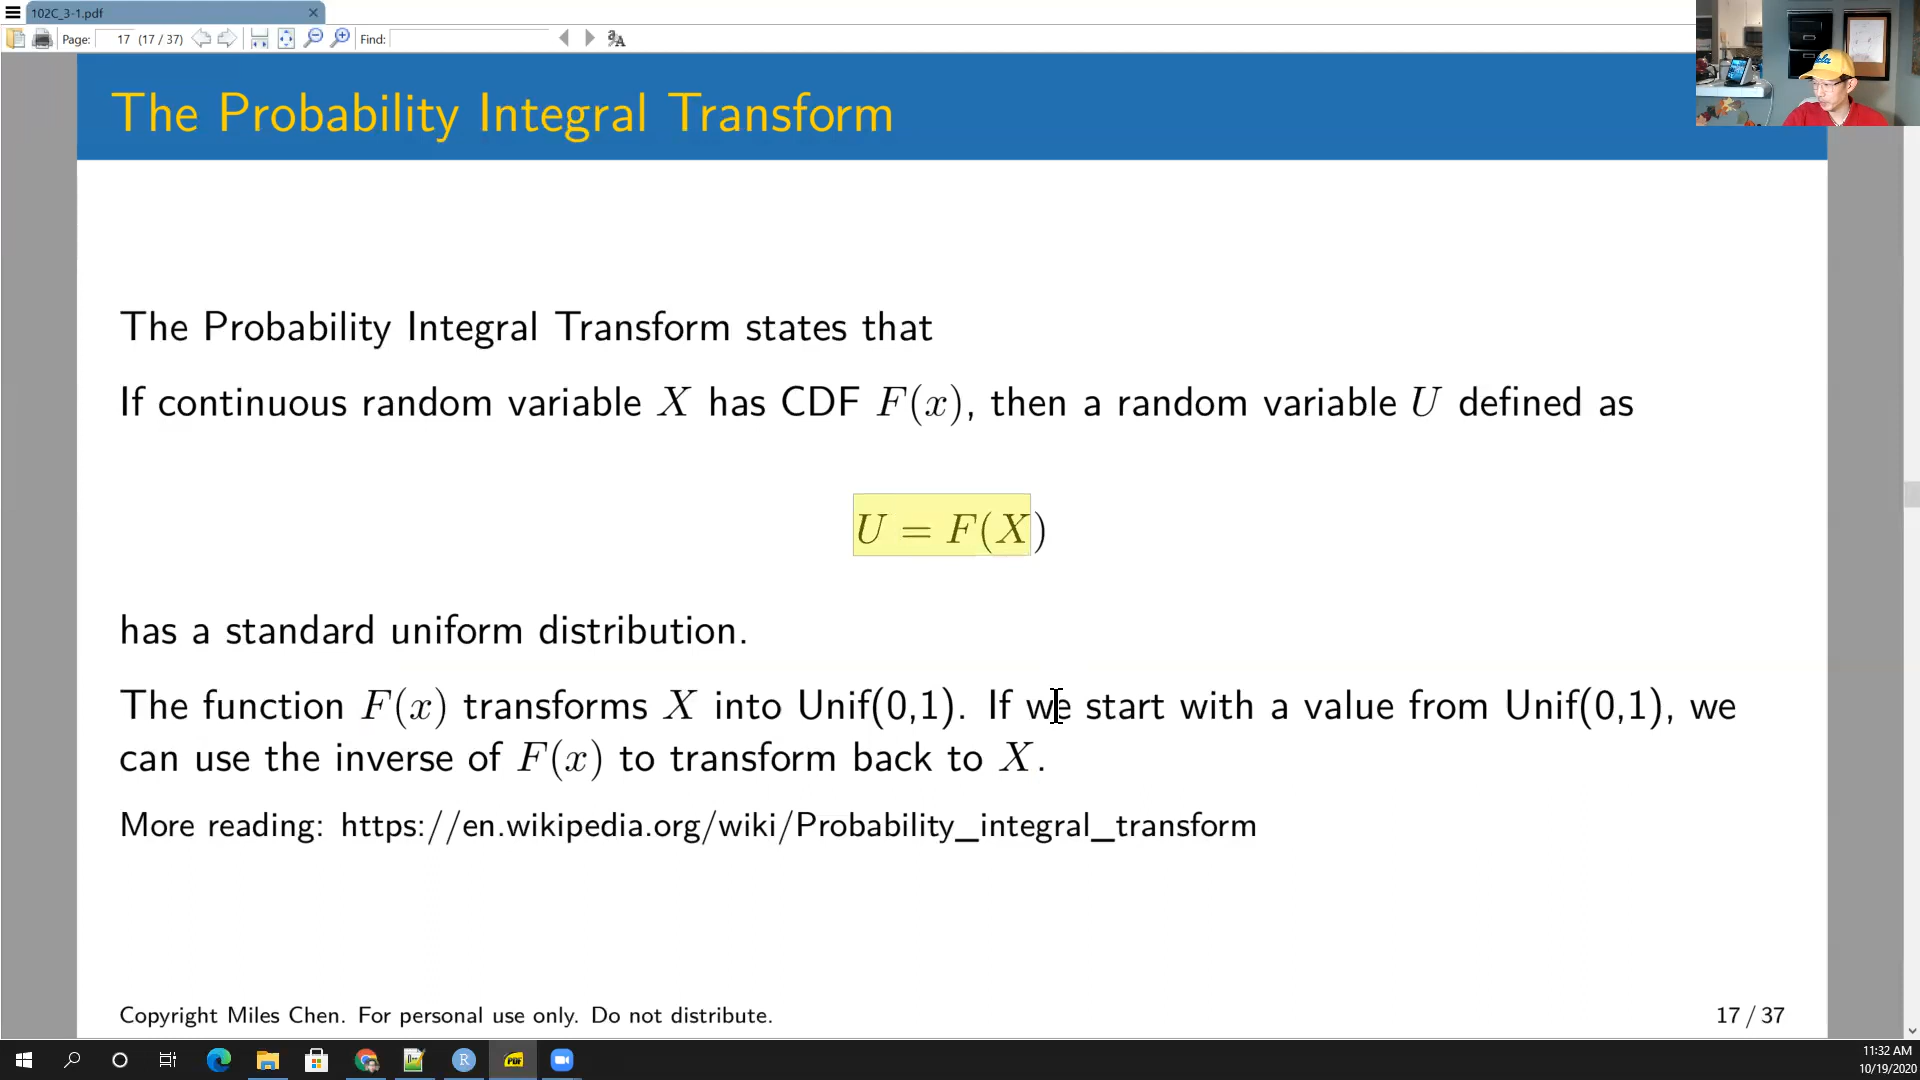 102C_3-1.pdf
Page: 17 (17 / 37) Find:
The Probability Integral Transform
The Probability Integral Transform states that
If continuous random variable X has CDF F(x), then a random variable U defined as
U = F(X)
has a standard uniform distribution.
The function F(x) transforms X into Unif(0,1). If we start with a value from Unif(0,1), we
can use the inverse of F(x) to transform back to X.
More reading: https://en.wikipedia.org/wiki/Probability_integral_transform
Copyright Miles Chen. For personal use only. Do not distribute.
17 / 37
11:32 AM
10/19/2020